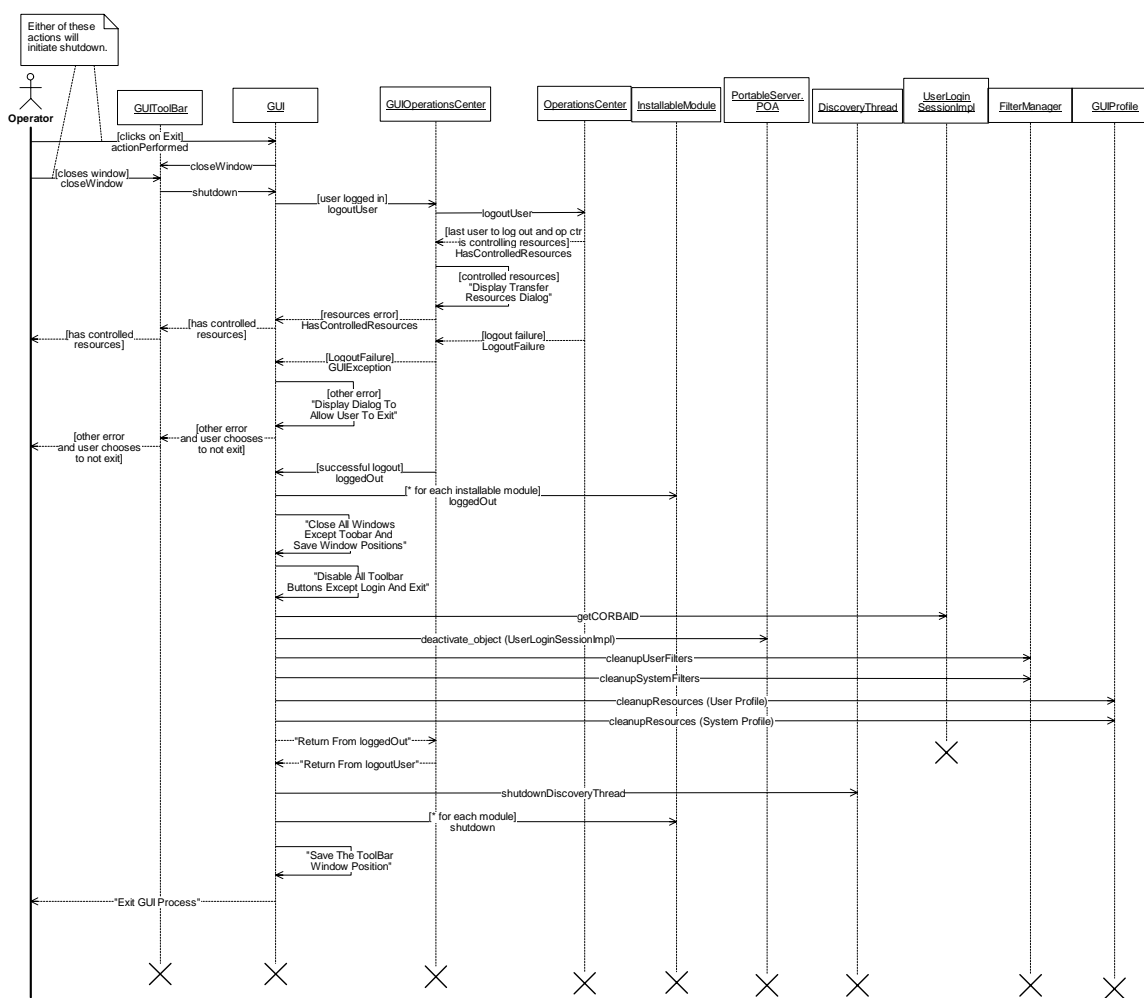 Either of these
actions will
initiate shutdown.
Operator
GUIToolBar
GUI
GUIOperationsCenter
OperationsCenter
InstallableModule
PortableServer.
POA
DiscoveryThread
UserLogin
SessionImpl
FilterManager
GUIProfile
[clicks on Exit]
actionPerformed
closeWindow
[closes window]
closeWindow
shutdown
[user logged in]
logoutUser
logoutUser
[last user to log out and op ctr
is controlling resources]
HasControlledResources
[controlled resources]
"Display Transfer
Resources Dialog"
[resources error]
HasControlledResources
[has controlled
resources]
[has controlled
resources]
[logout failure]
LogoutFailure
[LogoutFailure]
GUIException
[other error]
"Display Dialog To
Allow User To Exit"
[other error
and user chooses
to not exit]
[other error
and user chooses
to not exit]
[successful logout]
loggedOut
[* for each installable module]
loggedOut
"Close All Windows
Except Toobar And
Save Window Positions"
"Disable All Toolbar
Buttons Except Login And Exit"
getCORBAID
deactivate_object (UserLoginSessionImpl)
cleanupUserFilters
cleanupSystemFilters
cleanupResources (User Profile)
cleanupResources (System Profile)
"Return From loggedOut"
"Return From logoutUser"
shutdownDiscoveryThread
[* for each module]
shutdown
"Save The ToolBar
Window Position"
"Exit GUI Process"